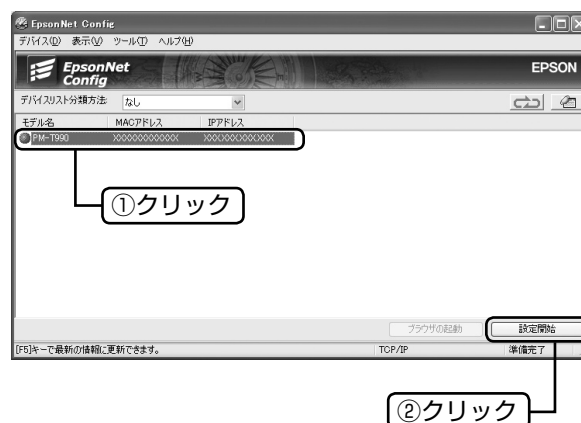 EpsonNet Config
デバイス(D) 表示(V) ツール(T) ヘルプ(H)
EpsonNet
Config
EPSON
デバイスリスト分類方法: なし
モデル名 MACアドレス IPアドレス
PM-T990 XXXXXXXXXXXX XXX.XXX.XXX.XXX
①クリック
ブラウザの起動 設定開始
[F5]キーで最新の情報に更新できます。 TCP/IP 準備完了
②クリック